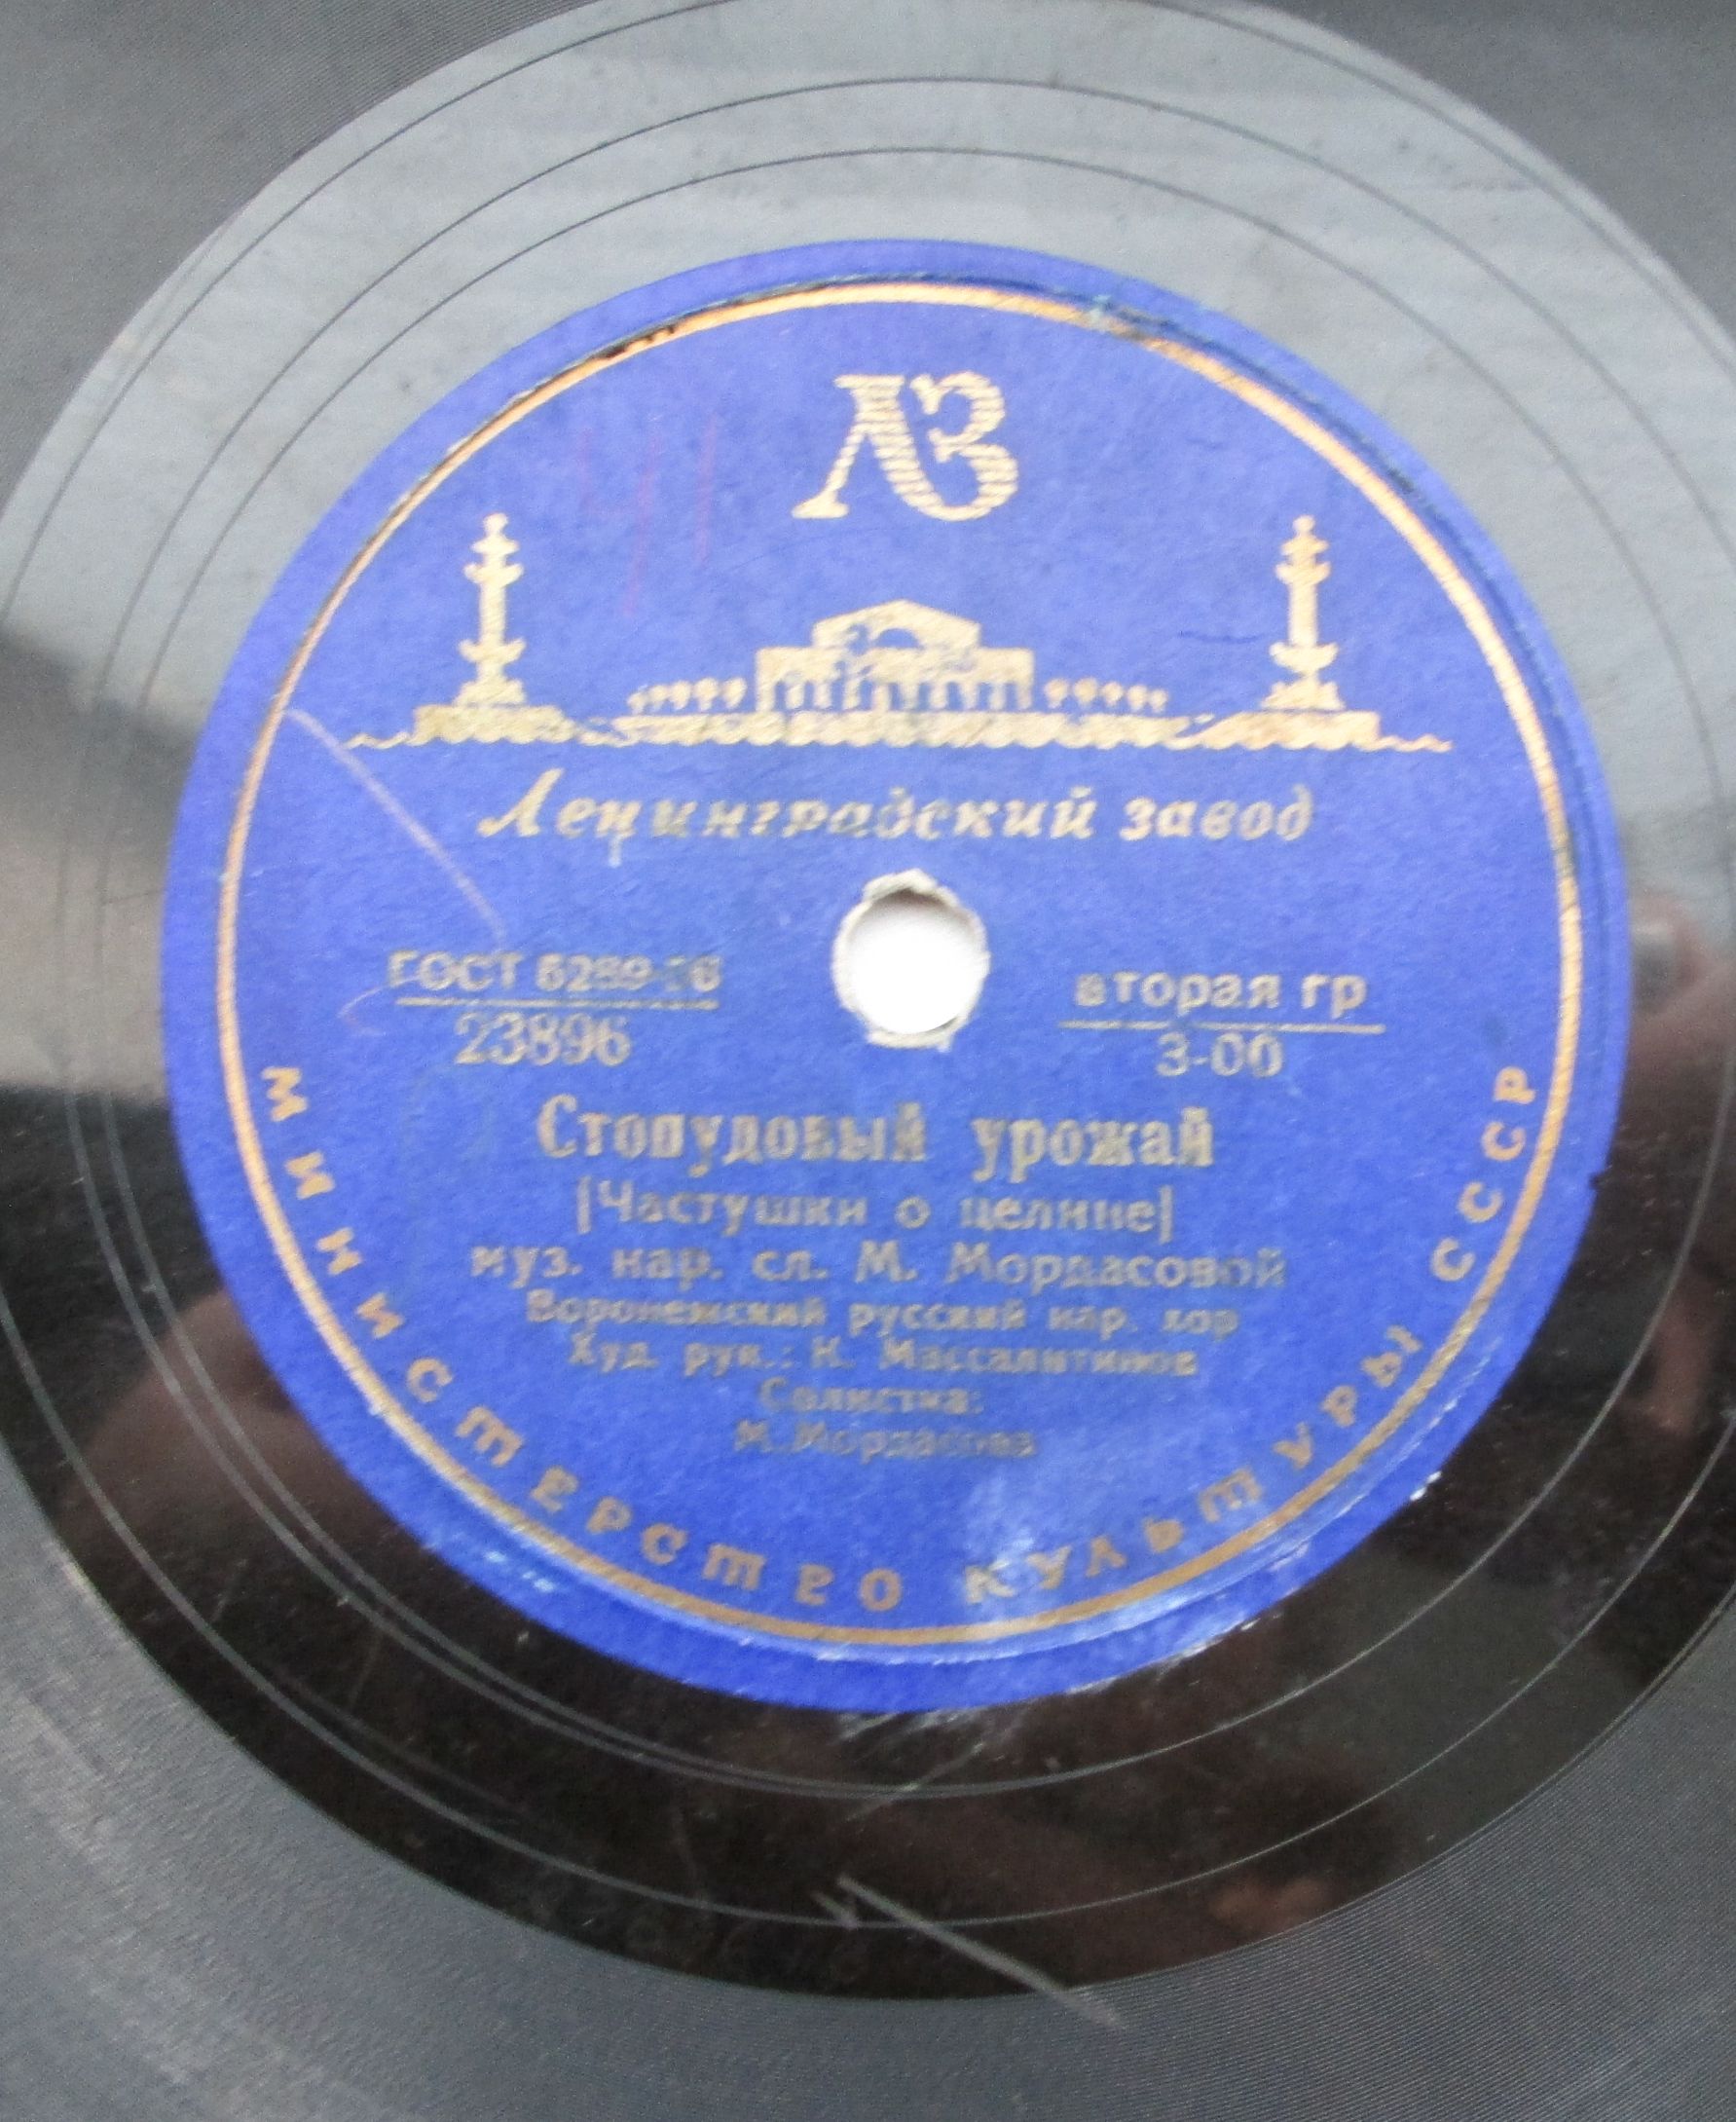 ЛЗ
Ленинградский завод
ГОСТ 5289-56
23896
вторая гр
3-00
Стопудовый урожай
(Частушки о целине)
муз. нар. сл. М. Мордасовой
Воронежский русский нар. хор
Худ. рук.: К. Массалитинов
Солистка:
М. Мордасова
МИНИСТЕРСТВО КУЛЬТУРЫ СССР